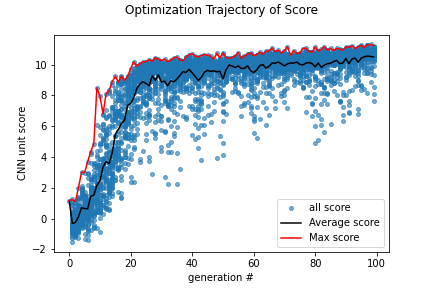 Optimization Trajectory of Score
CNN unit score
10
8
6
4
2
0
−2
0
20
40
60
80
100
generation #
all score
Average score
Max score